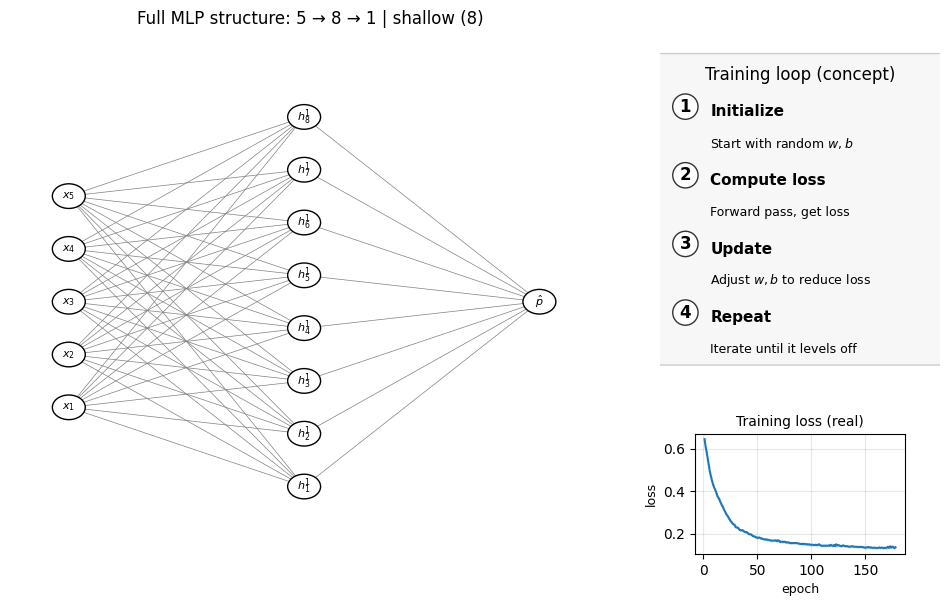 Full MLP structure: 5 → 8 → 1 | shallow (8)
h¹₈
h¹₇
h¹₆
h¹₅
h¹₄
h¹₃
h¹₂
h¹₁
x₅
x₄
x₃
x₂
x₁
p̂
Training loop (concept)
1 Initialize
Start with random w, b
2 Compute loss
Forward pass, get loss
3 Update
Adjust w, b to reduce loss
4 Repeat
Iterate until it levels off
Training loss (real)
loss
0.6
0.4
0.2
0 50 100 150
epoch